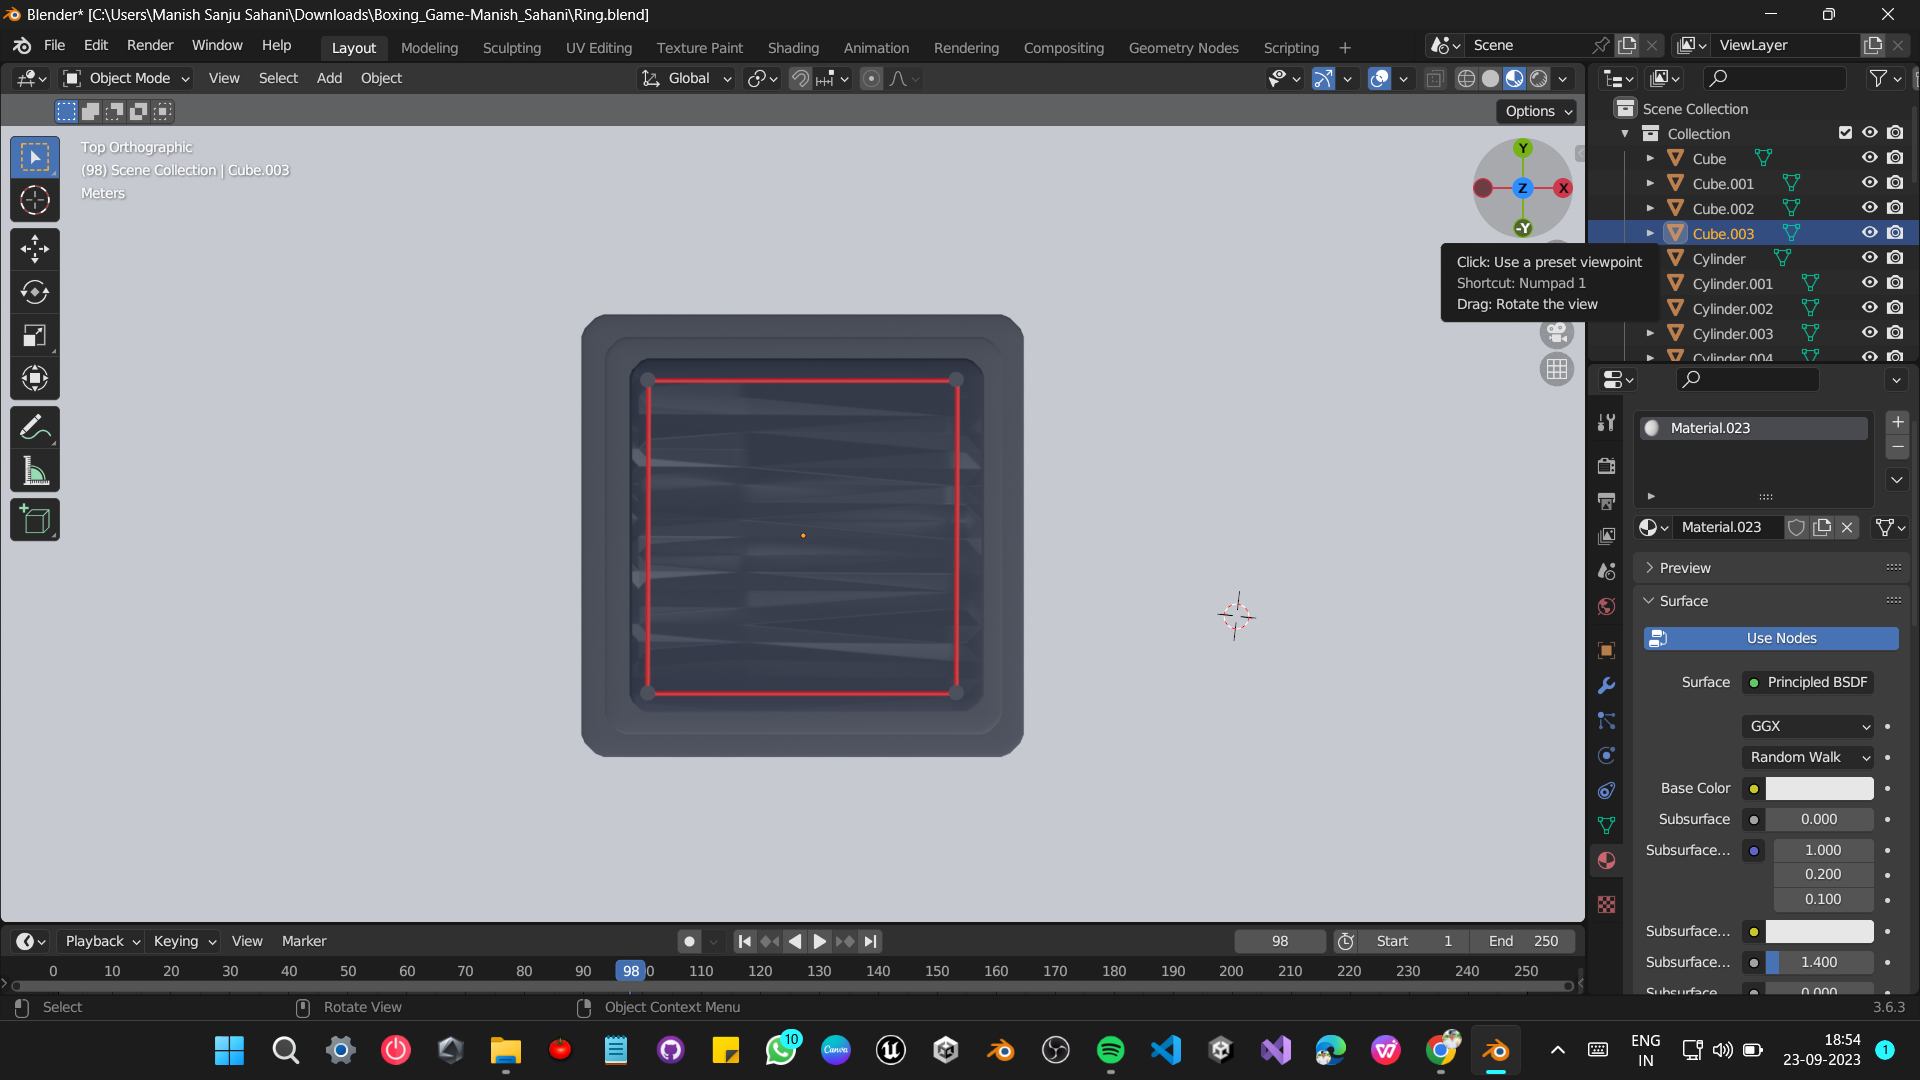 Blender* [C:\Users\Manish Sanju Sahani\Downloads\Boxing_Game-Manish_Sahani\Ring.blend]
File Edit Render Window Help Layout Modeling Sculpting UV Editing Texture Paint Shading Animation Rendering Compositing Geometry Nodes Scripting + Scene ViewLayer
Object Mode View Select Add Object Global
Options
Top Orthographic
(98) Scene Collection | Cube.003
Meters
Y
Z
X
-Y
Click: Use a preset viewpoint
Shortcut: Numpad 1
Drag: Rotate the view
Scene Collection
Collection
Cube
Cube.001
Cube.002
Cube.003
Cylinder
Cylinder.001
Cylinder.002
Cylinder.003
Cylinder.004
Material.023
Material.023
Preview
Surface
Use Nodes
Surface Principled BSDF
GGX
Random Walk
Base Color
Subsurface 0.000
Subsurface... 1.000
0.200
0.100
Subsurface...
Subsurface... 1.400
Subsurface 0.000
Playback Keying View Marker 98 Start 1 End 250
0 10 20 30 40 50 60 70 80 90 98 0 110 120 130 140 150 160 170 180 190 200 210 220 230 240 250
Select Rotate View Object Context Menu 3.6.3
10
Canva
ENG
IN
18:54
23-09-2023
1